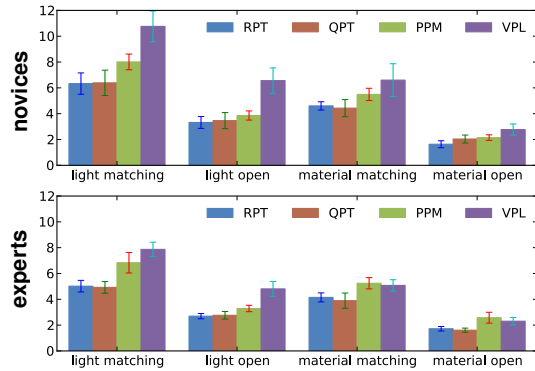 12
10
8
6
4
2
0
novices
RPT QPT PPM VPL
light matching light open material matching material open
12
10
8
6
4
2
0
experts
RPT QPT PPM VPL
light matching light open material matching material open